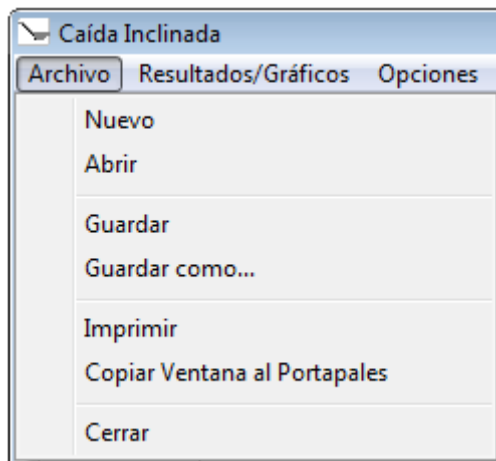 Caída Inclinada
Archivo Resultados/Gráficos Opciones
Nuevo
Abrir
Guardar
Guardar como...
Imprimir
Copiar Ventana al Portapales
Cerrar